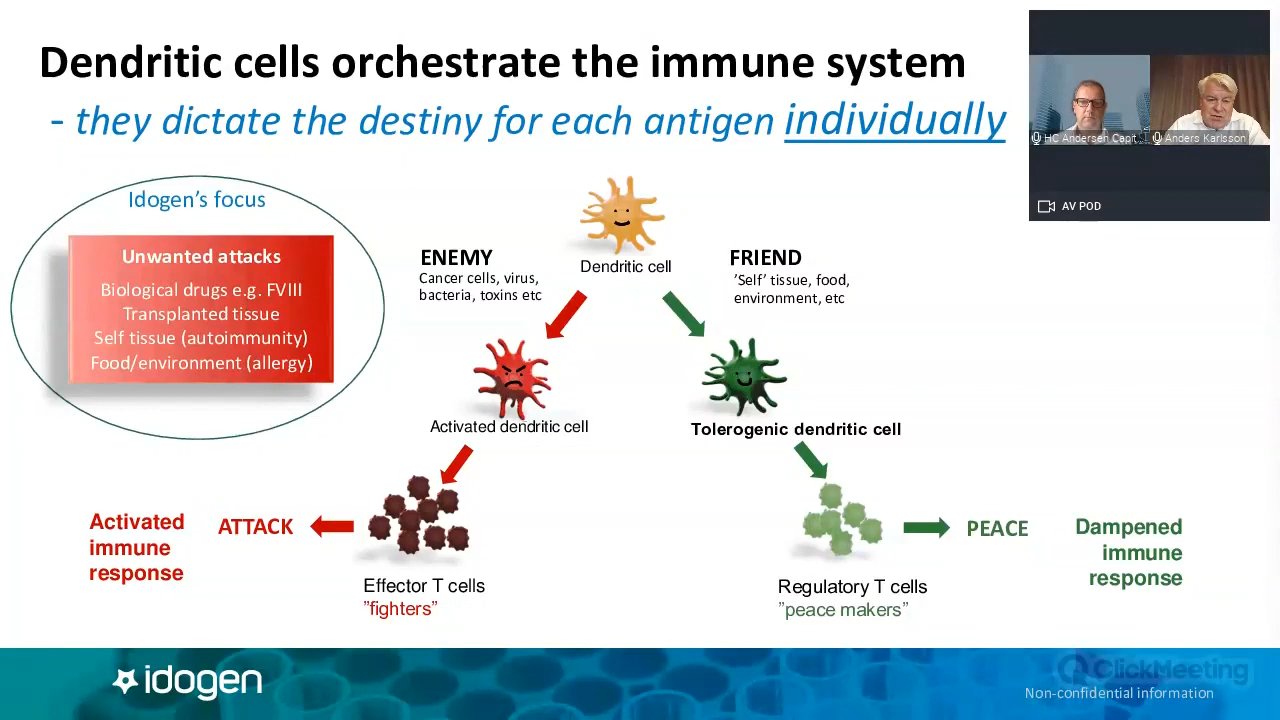 Dendritic cells orchestrate the immune system
- they dictate the destiny for each antigen individually
HC Andersen Capit
Anders Karlsson
AV POD
Idogen's focus
Unwanted attacks
Biological drugs e.g. FVIII
Transplanted tissue
Self tissue (autoimmunity)
Food/environment (allergy)
Dendritic cell
ENEMY
Cancer cells, virus,
bacteria, toxins etc
FRIEND
'Self' tissue, food,
environment, etc
Activated dendritic cell
Tolerogenic dendritic cell
Activated
immune
response
ATTACK
Effector T cells
"fighters"
Regulatory T cells
"peace makers"
PEACE
Dampened
immune
response
idogen
ClickMeeting
Non-confidential information